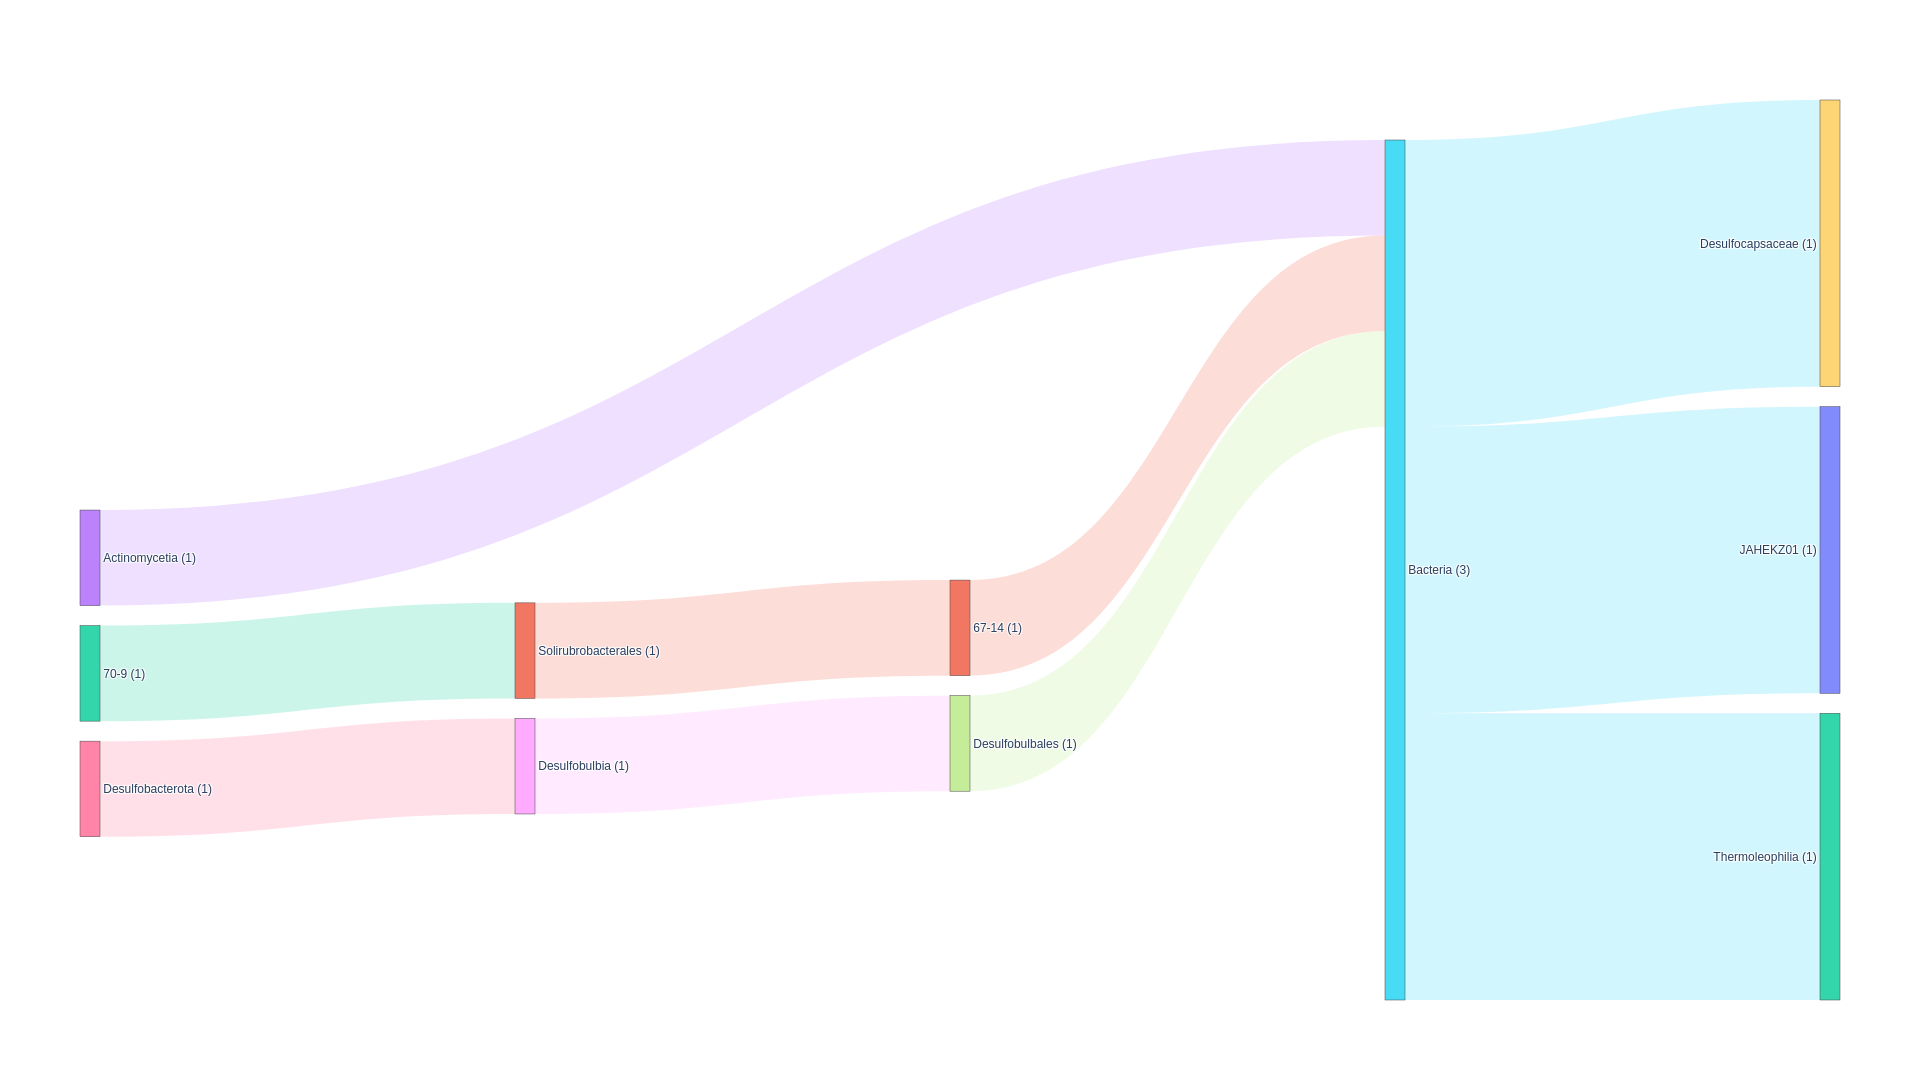 Desulfocapsaceae (1)
JAHEKZ01 (1)
Actinomycetia (1)
Bacteria (3)
67-14 (1)
Solirubrobacterales (1)
70-9 (1)
Desulfobulbales (1)
Desulfobulbia (1)
Desulfobacterota (1)
Thermoleophilia (1)